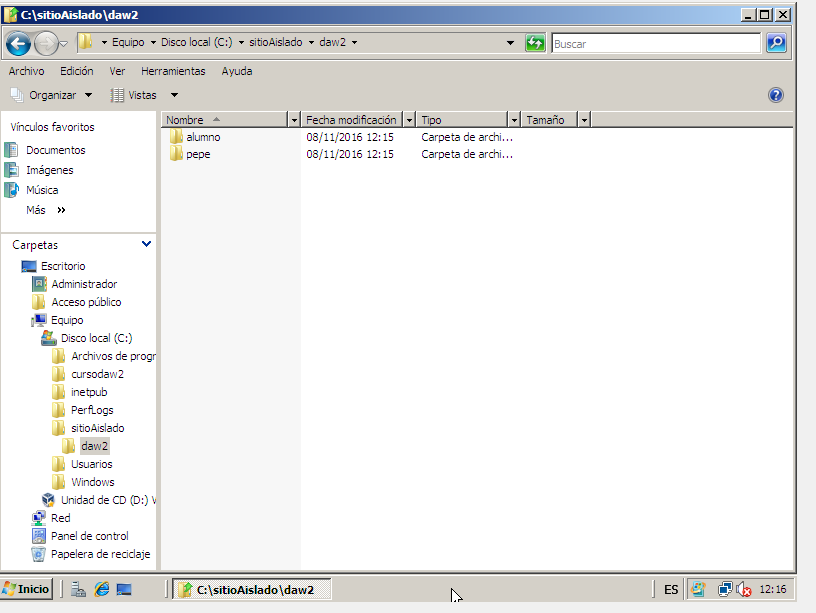 C:\sitioAislado\daw2
Equipo Disco local (C:) sitioAislado daw2 Buscar
Archivo Edición Ver Herramientas Ayuda
Organizar Vistas
Vínculos favoritos
Documentos
Imágenes
Música
Más »
Carpetas
Escritorio
Administrador
Acceso público
Equipo
Disco local (C:)
Archivos de progr
cursodaw2
inetpub
PerfLogs
sitioAislado
daw2
Usuarios
Windows
Unidad de CD (D:) V
Red
Panel de control
Papelera de reciclaje
Nombre Fecha modificación Tipo Tamaño
alumno 08/11/2016 12:15 Carpeta de archi...
pepe 08/11/2016 12:15 Carpeta de archi...
Inicio C:\sitioAislado\daw2 ES 12:16